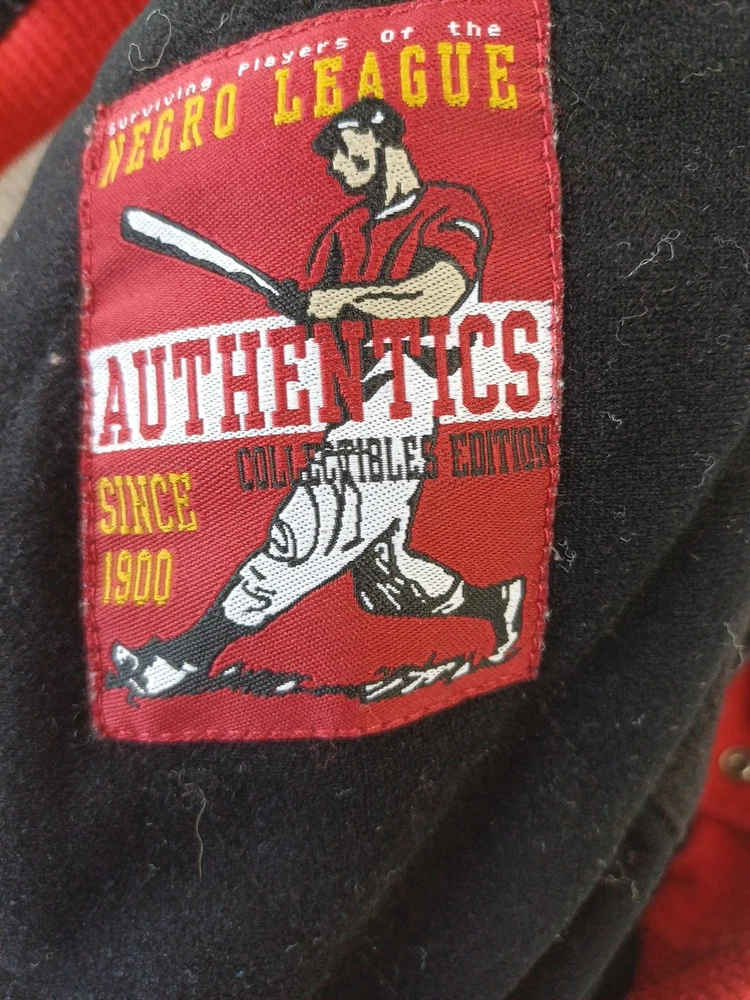 Surviving Players Of the
NEGRO LEAGUE
AUTHENTICS
COLLECTIBLES EDITION
SINCE
1900